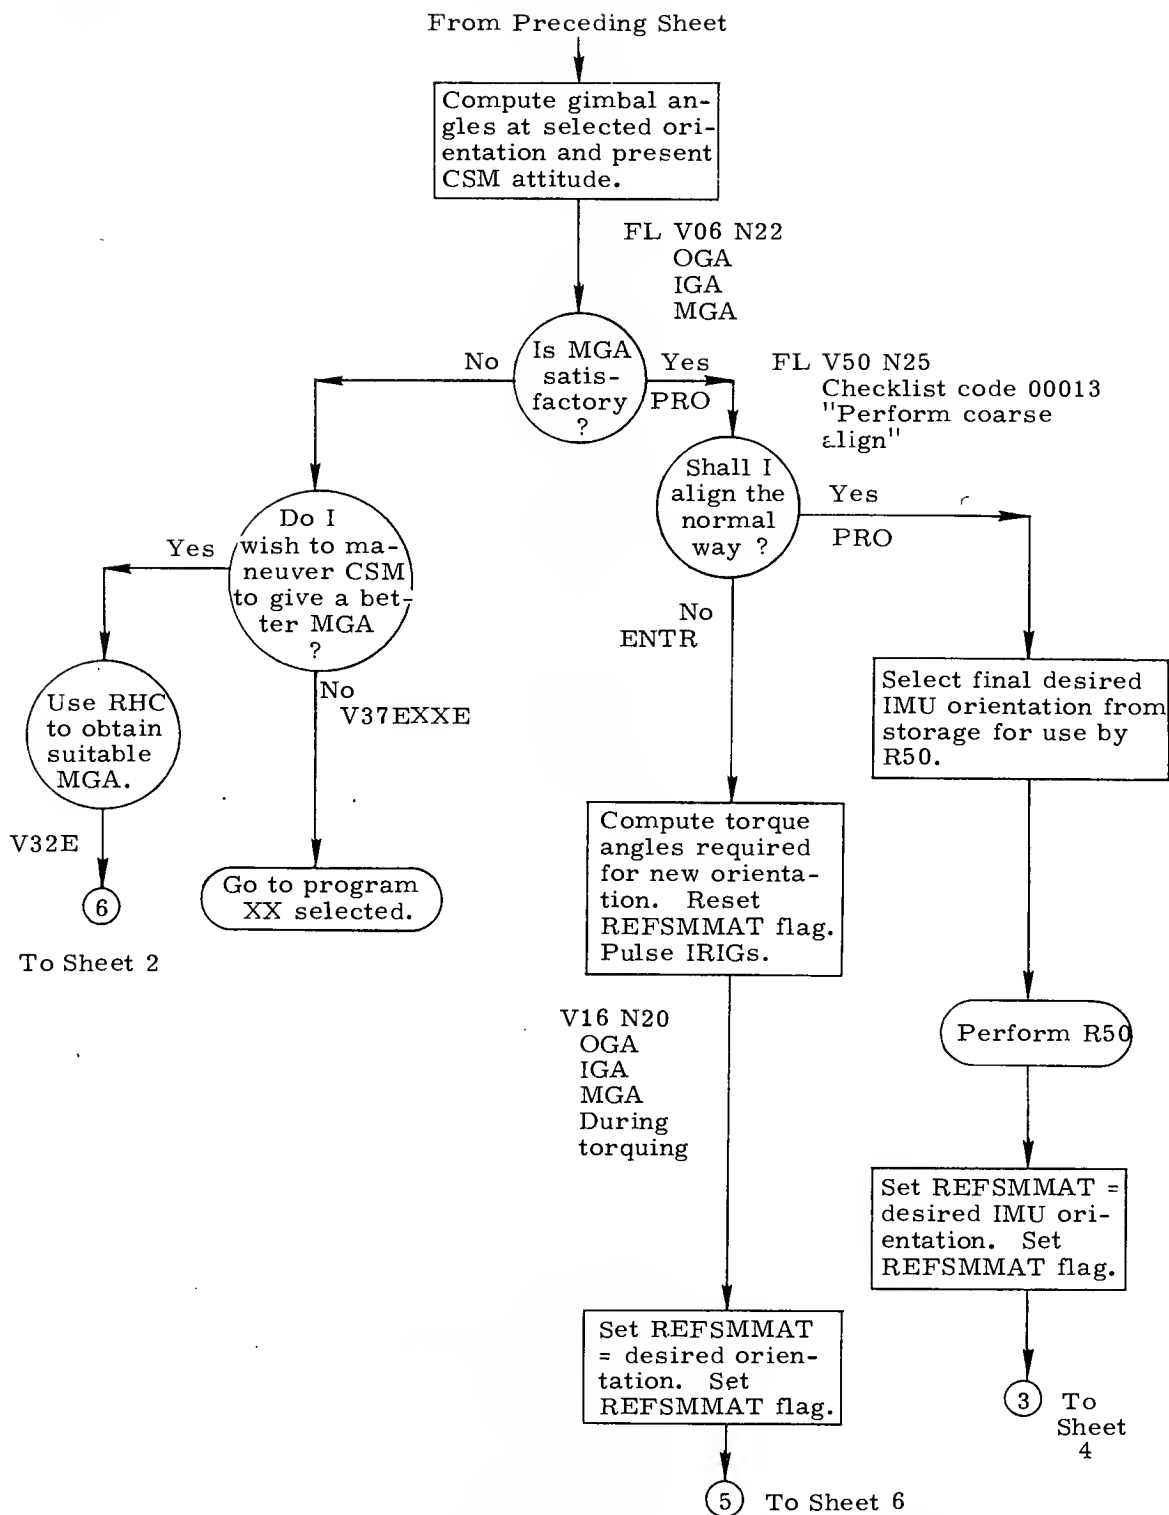 From Preceding Sheet
Compute gimbal an-
gles at selected ori-
entation and present
CSM attitude.
FL V06 N22
OGA
IGA
MGA
Is MGA
satis-
factory
?
No
Yes
PRO
FL V50 N25
Checklist code 00013
"Perform coarse
align"
Shall I
align the
normal
way ?
Yes
PRO
No
ENTR
Do I
wish to ma-
neuver CSM
to give a bet-
ter MGA
?
Yes
No
V37EXXE
Use RHC
to obtain
suitable
MGA.
V32E
6
To Sheet 2
Go to program
XX selected.
Select final desired
IMU orientation from
storage for use by
R50.
Compute torque
angles required
for new orienta-
tion. Reset
REFSMMAT flag.
Pulse IRIGs.
V16 N20
OGA
IGA
MGA
During
torquing
Perform R50
Set REFSMMAT =
desired IMU ori-
entation. Set
REFSMMAT flag.
Set REFSMMAT
= desired orien-
tation. Set
REFSMMAT flag.
3
To
Sheet
4
5
To Sheet 6